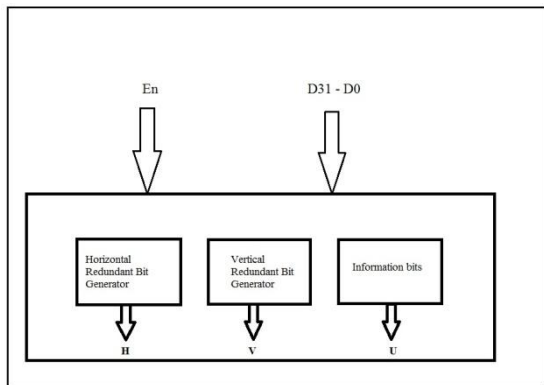 En
D31 - D0
Horizontal
Redundant Bit
Generator
Vertical
Redundant Bit
Generator
Information bits
H
V
U